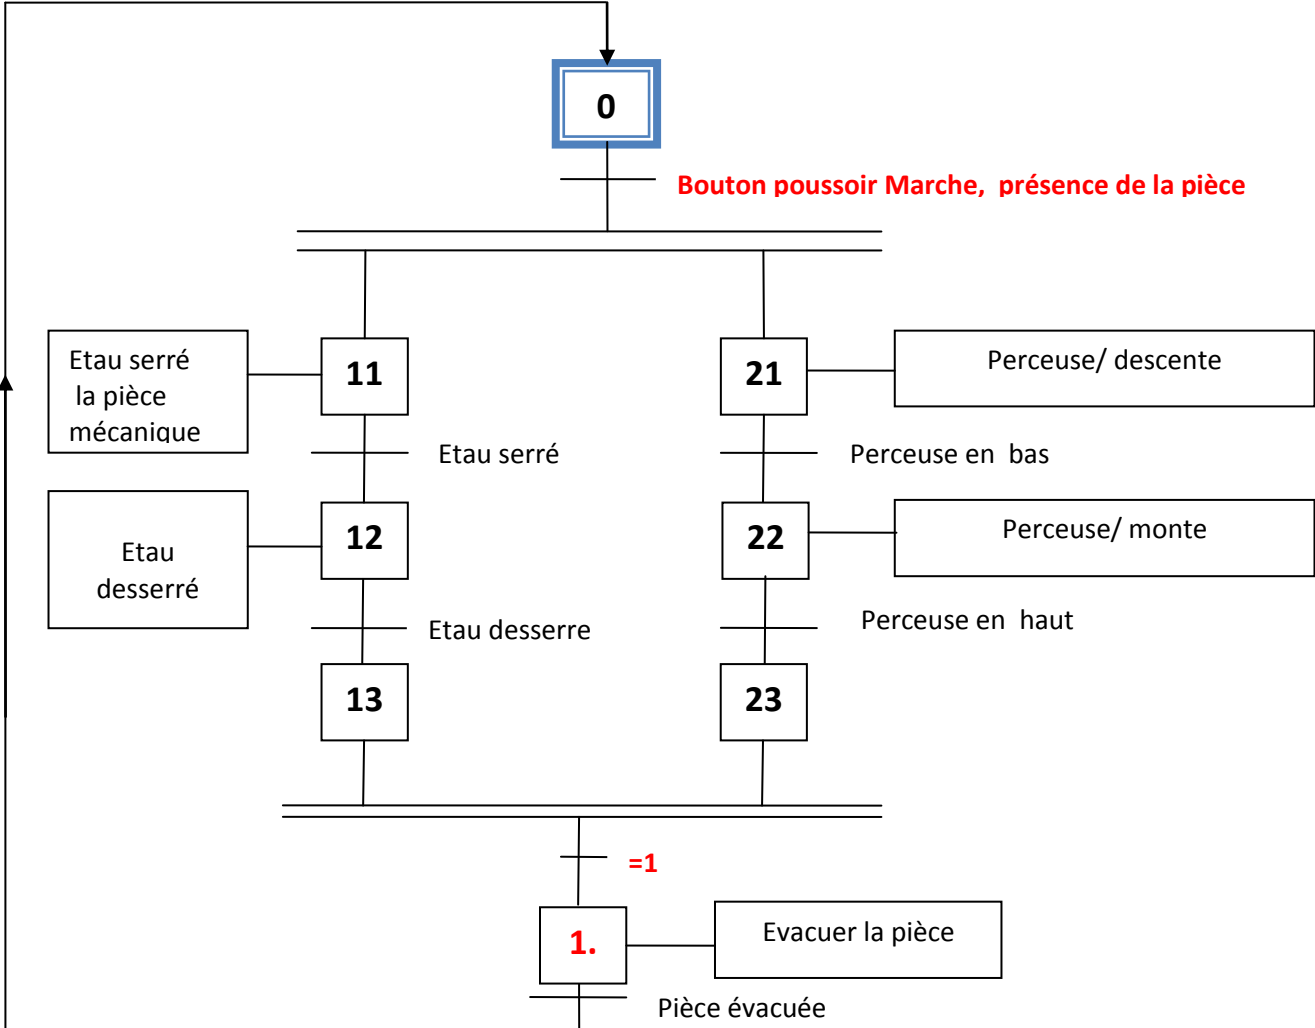 0
Bouton poussoir Marche, présence de la pièce
Etau serré
la pièce
mécanique
11
21
Perceuse/ descente
Etau serré
Perceuse en bas
Etau
desserré
12
22
Perceuse/ monte
Etau desserre
Perceuse en haut
13
23
=1
1.
Evacuer la pièce
Pièce évacuée